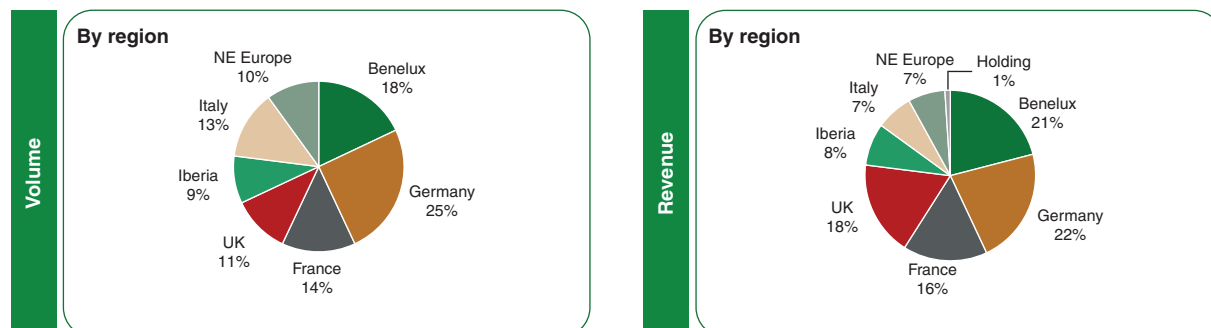 Volume
By region
NE Europe
10%
Benelux
18%
Italy
13%
Iberia
9%
Germany
25%
UK
11%
France
14%
Revenue
By region
NE Europe
7%
Holding
1%
Italy
7%
Benelux
21%
Iberia
8%
UK
18%
Germany
22%
France
16%